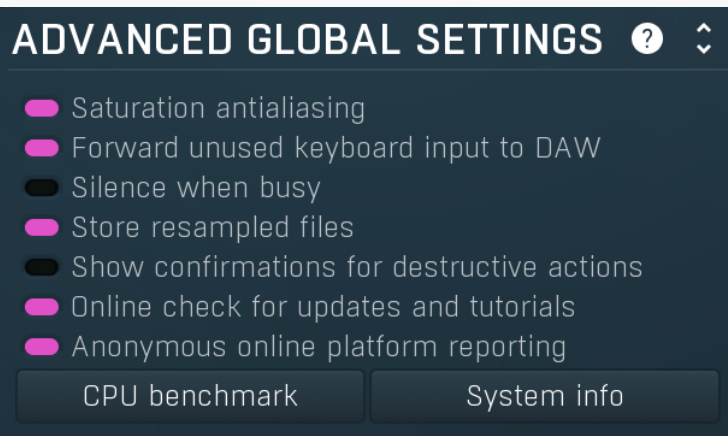 ADVANCED GLOBAL SETTINGS ?
Saturation antialiasing
Forward unused keyboard input to DAW
Silence when busy
Store resampled files
Show confirmations for destructive actions
Online check for updates and tutorials
Anonymous online platform reporting
CPU benchmark System info